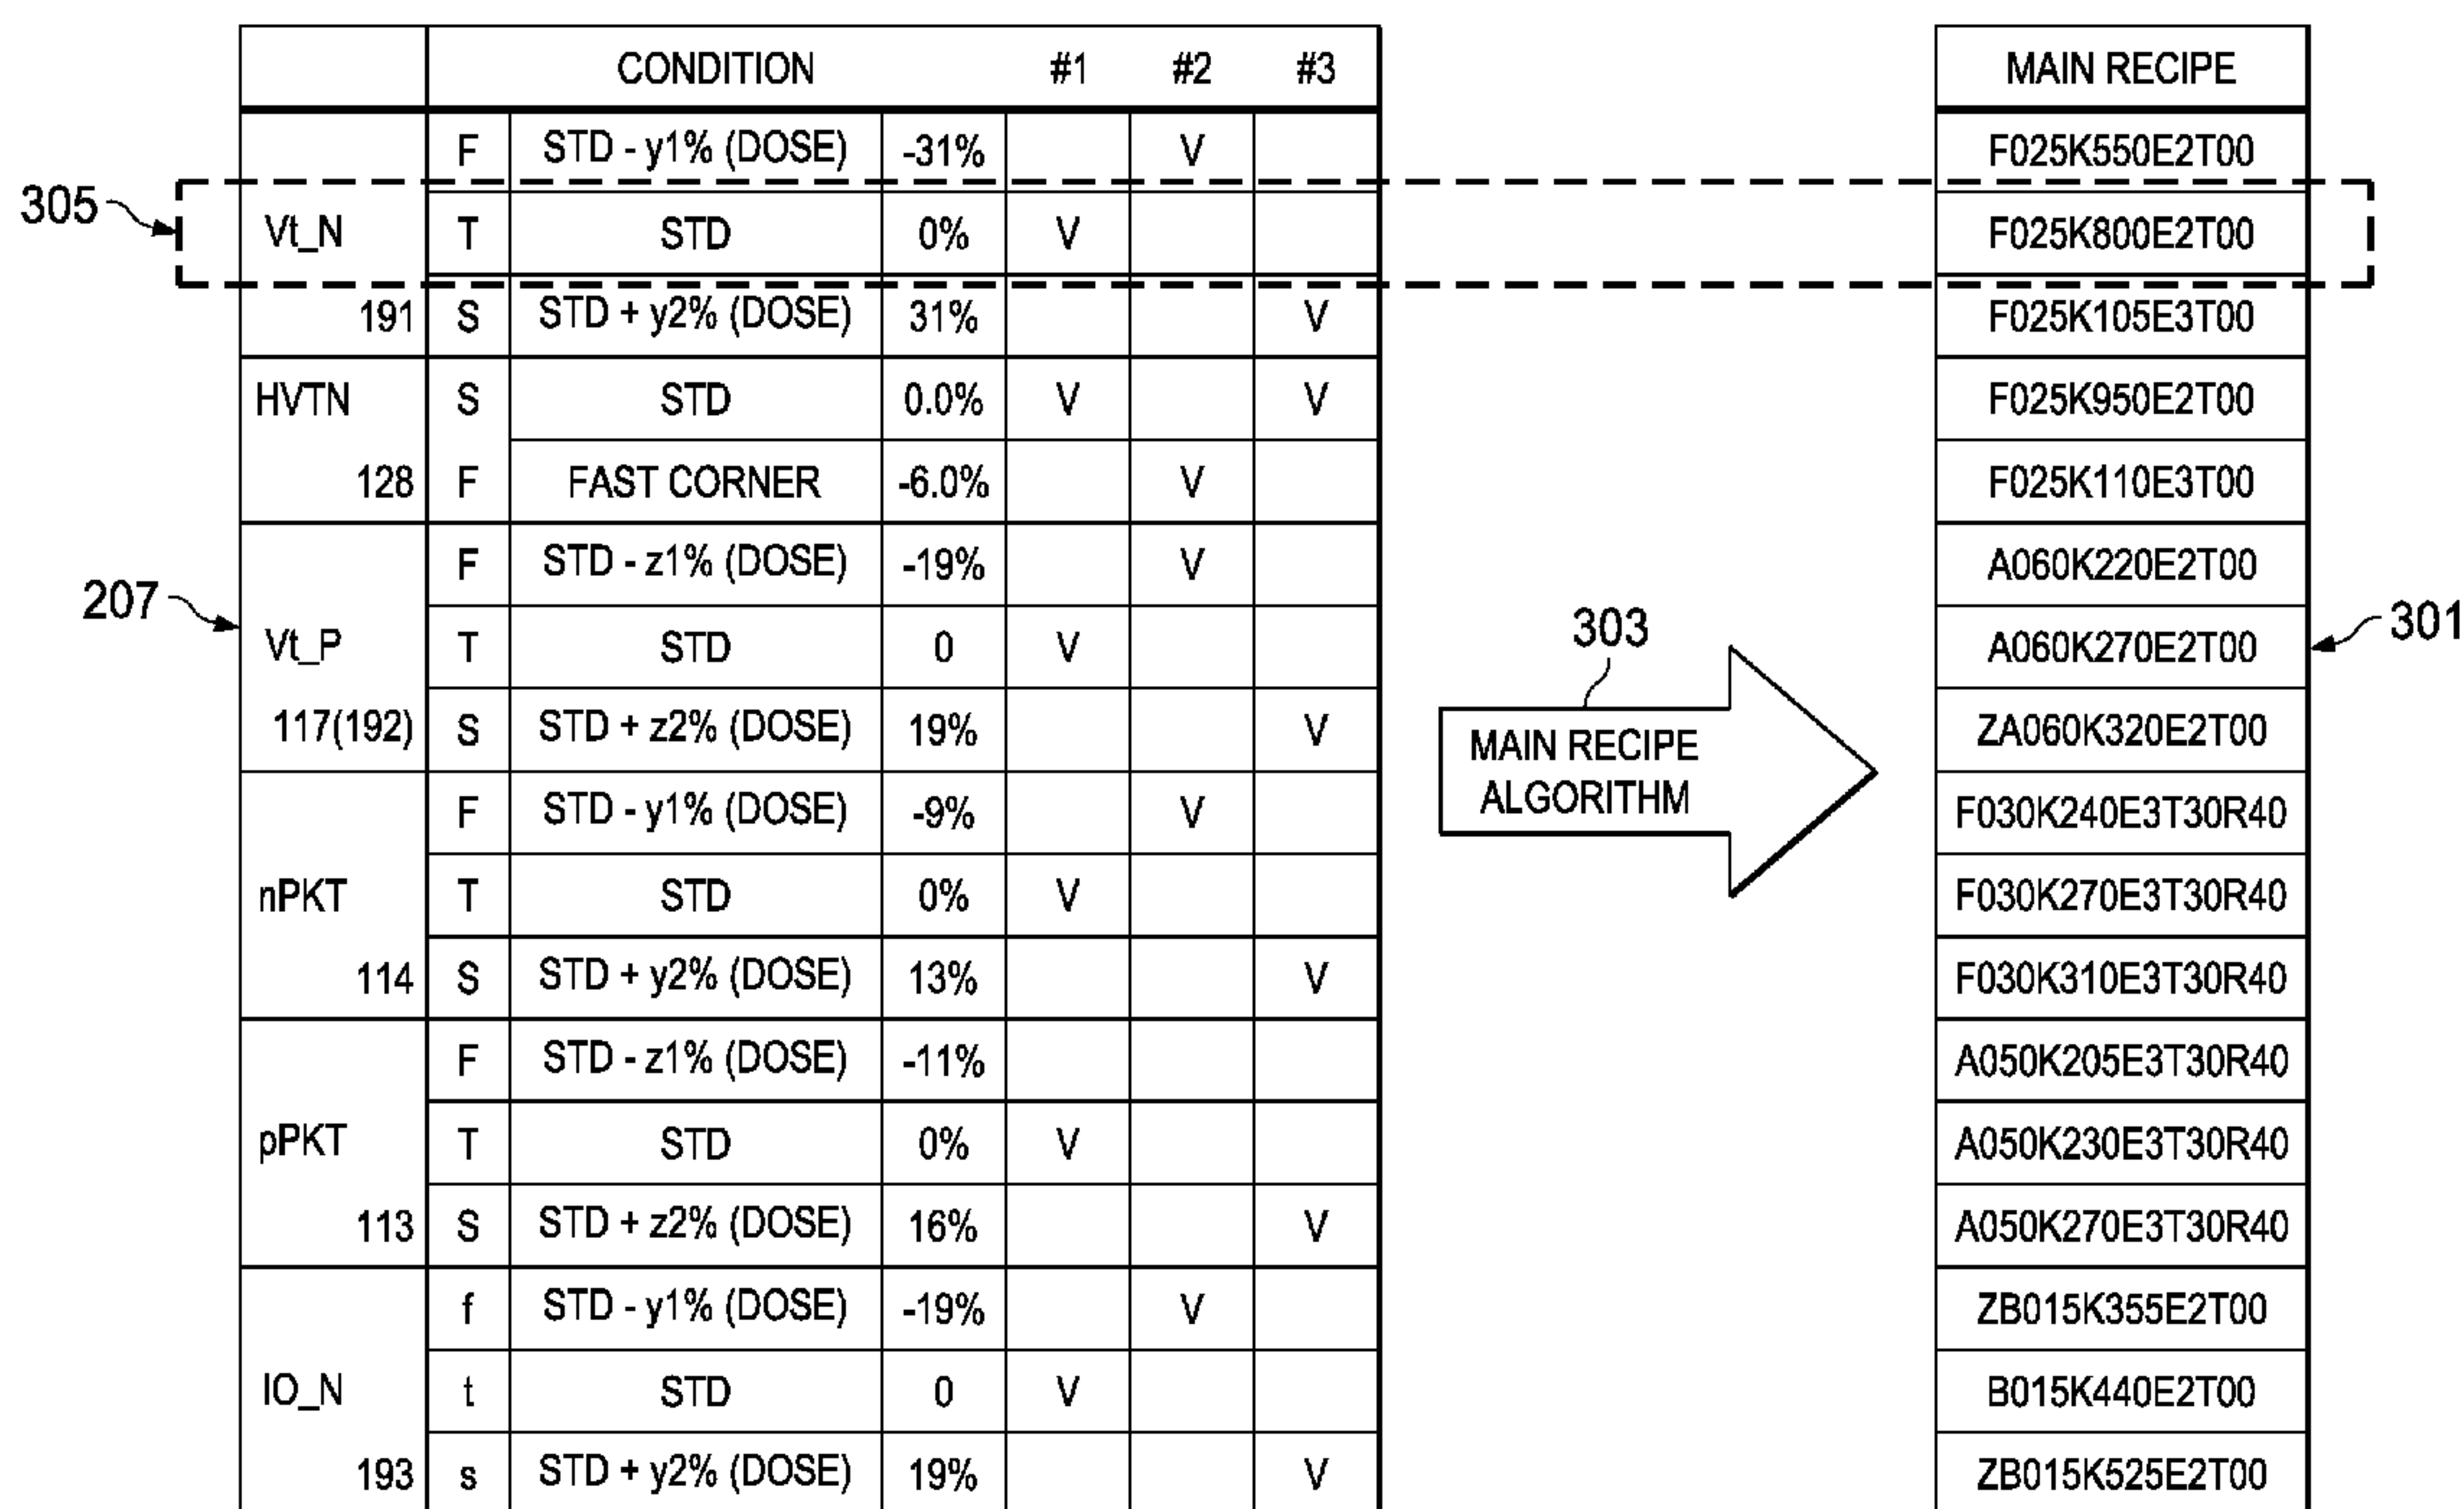 CONDITION #1 #2 #3 MAIN RECIPE
F STD - y1% (DOSE) -31% V F025K550E2T00
305 Vt_N T STD 0% V F025K800E2T00
191 S STD + y2% (DOSE) 31% V F025K105E3T00
HVTN S STD 0.0% V V F025K950E2T00
128 F FAST CORNER -6.0% V F025K110E3T00
F STD - z1% (DOSE) -19% V A060K220E2T00
207 Vt_P T STD 0 V 303 A060K270E2T00 301
117(192) S STD + z2% (DOSE) 19% V MAIN RECIPE ZA060K320E2T00
F STD - y1% (DOSE) -9% V ALGORITHM F030K240E3T30R40
nPKT T STD 0% V F030K270E3T30R40
114 S STD + y2% (DOSE) 13% V F030K310E3T30R40
F STD - z1% (DOSE) -11% A050K205E3T30R40
pPKT T STD 0% V A050K230E3T30R40
113 S STD + z2% (DOSE) 16% V A050K270E3T30R40
f STD - y1% (DOSE) -19% V ZB015K355E2T00
IO_N t STD 0 V B015K440E2T00
193 s STD + y2% (DOSE) 19% V ZB015K525E2T00